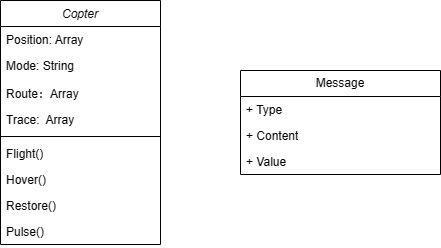 Copter
Position: Array
Mode: String
Route：Array
Trace: Array
Flight()
Hover()
Restore()
Pulse()
Message
+ Type
+ Content
+ Value